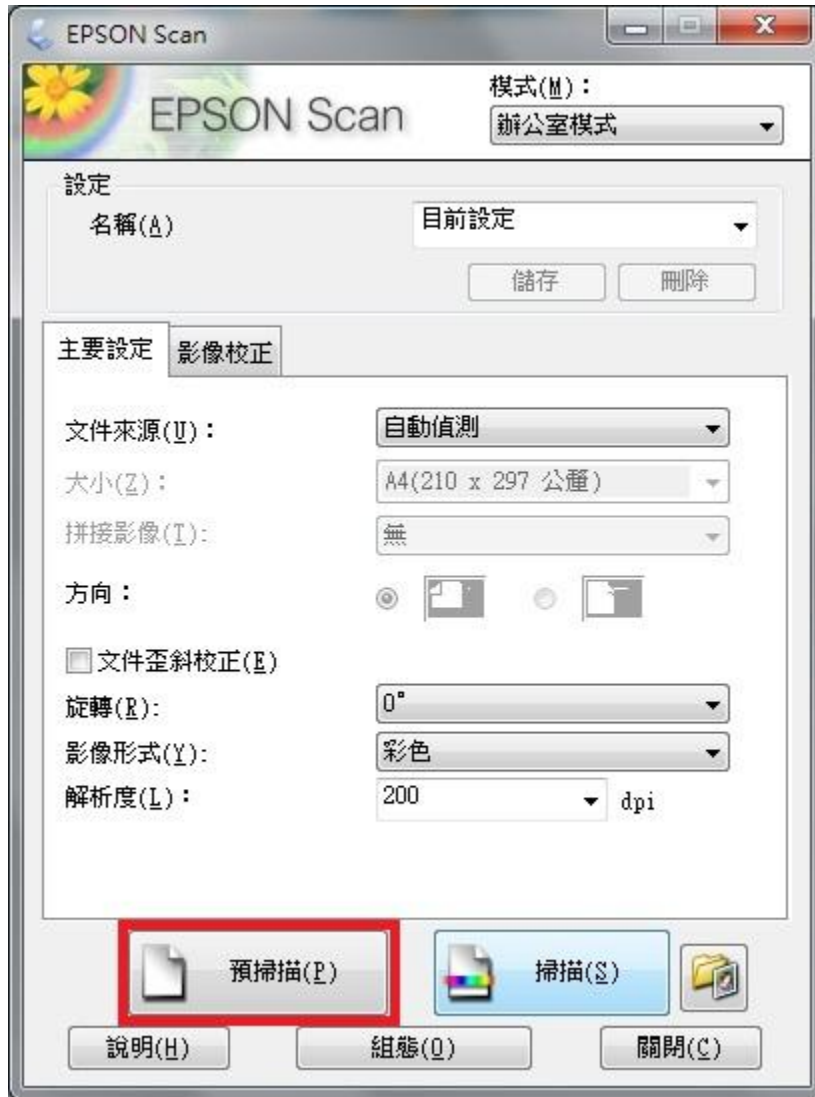 EPSON Scan
EPSON Scan
模式(M):
辦公室模式
設定
名稱(A)
目前設定
儲存
刪除
主要設定
影像校正
文件來源(U):
自動偵測
大小(Z):
A4(210 x 297 公釐)
拼接影像(T):
無
方向:
文件歪斜校正(E)
旋轉(R):
0°
影像形式(Y):
彩色
解析度(L):
200
dpi
預掃描(P)
掃描(S)
說明(H)
組態(O)
關閉(C)